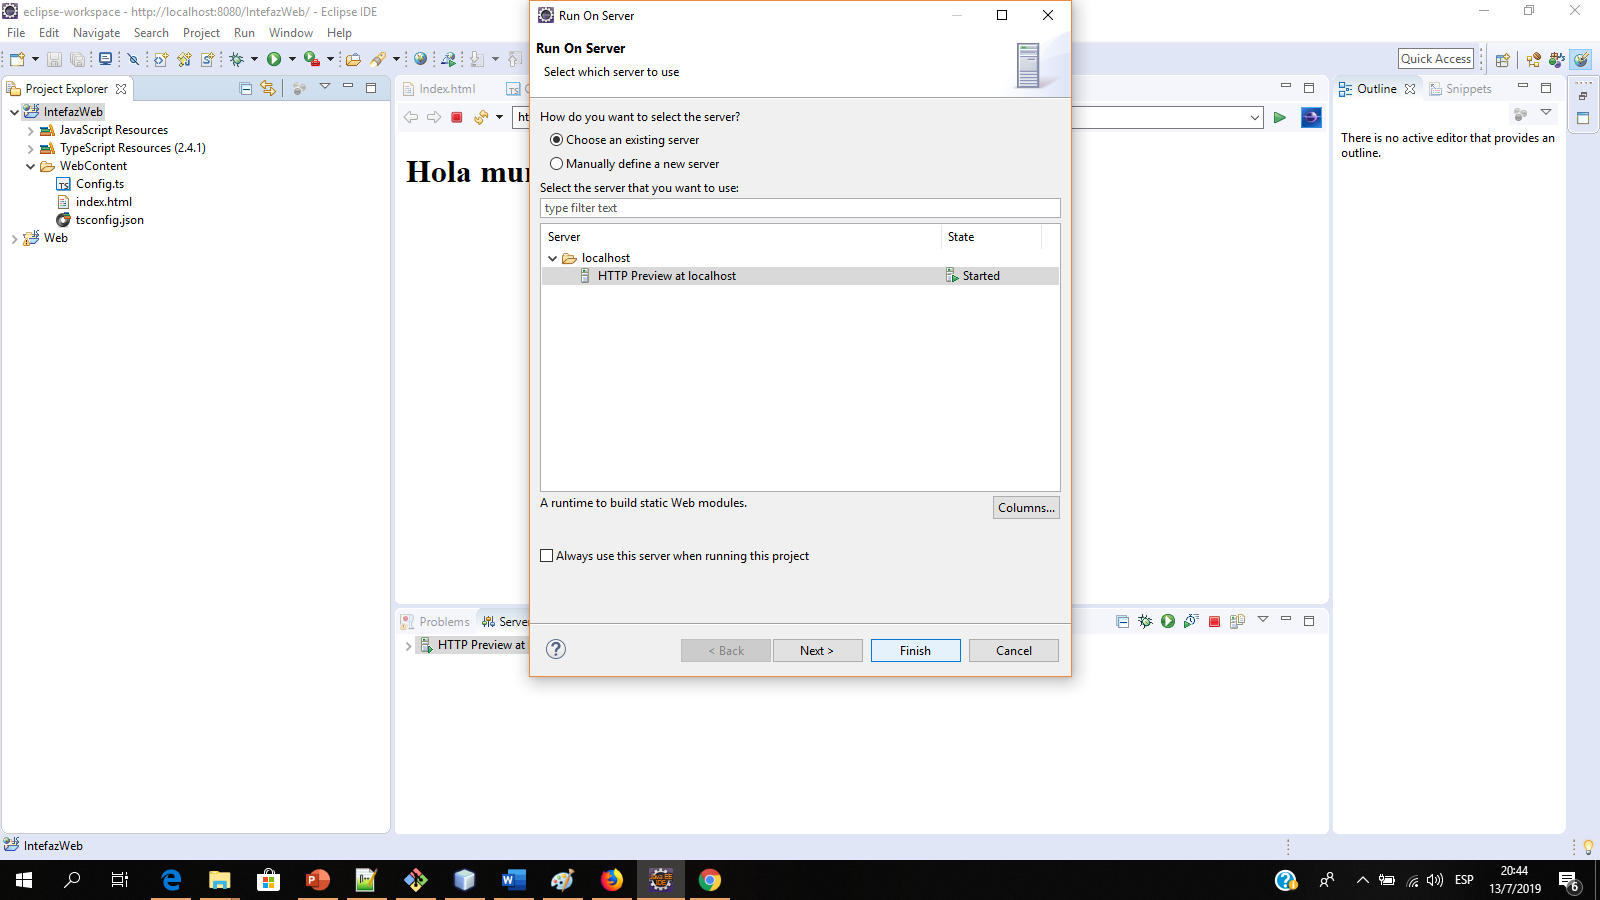 eclipse-workspace - http://localhost:8080/IntefazWeb/ - Eclipse IDE
File Edit Navigate Search Project Run Window Help
Quick Access
Project Explorer
IntefazWeb
JavaScript Resources
TypeScript Resources (2.4.1)
WebContent
Config.ts
index.html
tsconfig.json
Web
Index.html
Hola
Run On Server
Run On Server
Select which server to use
How do you want to select the server?
Choose an existing server
Manually define a new server
Select the server that you want to use:
type filter text
Server State
localhost
HTTP Preview at localhost Started
A runtime to build static Web modules.
Columns...
Always use this server when running this project
< Back Next > Finish Cancel
Outline Snippets
There is no active editor that provides an
outline.
Problems
HTTP Preview at
IntefazWeb
ESP
20:44
13/7/2019
6